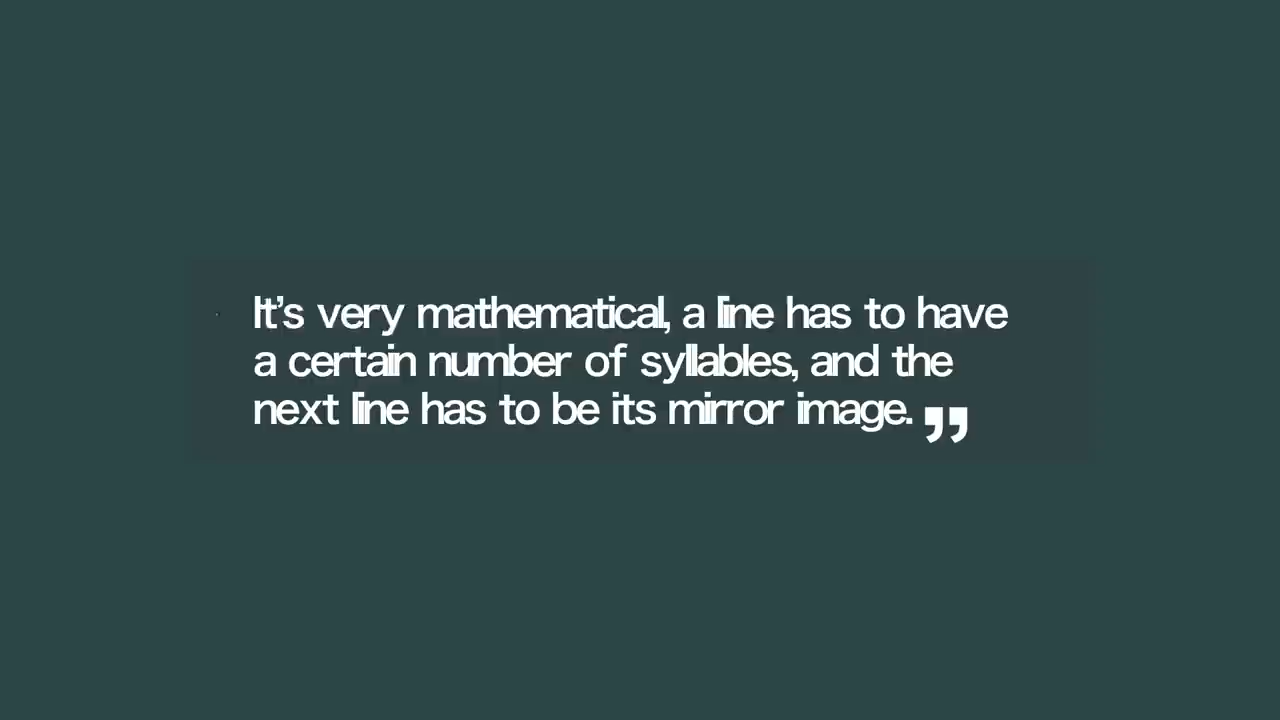 It’s very mathematical, a line has to have
a certain number of syllables, and the
next line has to be its mirror image.”